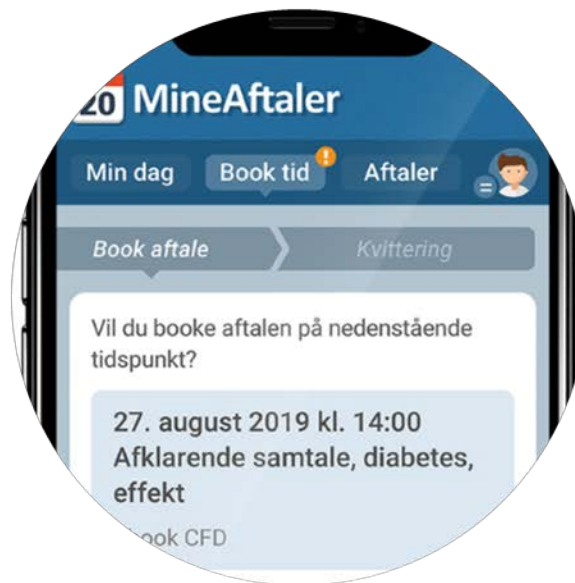 20 MineAftaler
Min dag Book tid ! Aftaler
Book aftale Kvittering
Vil du booke aftalen på nedenstående
tidspunkt?
27. august 2019 kl. 14:00
Afklarende samtale, diabetes,
effekt
CFD